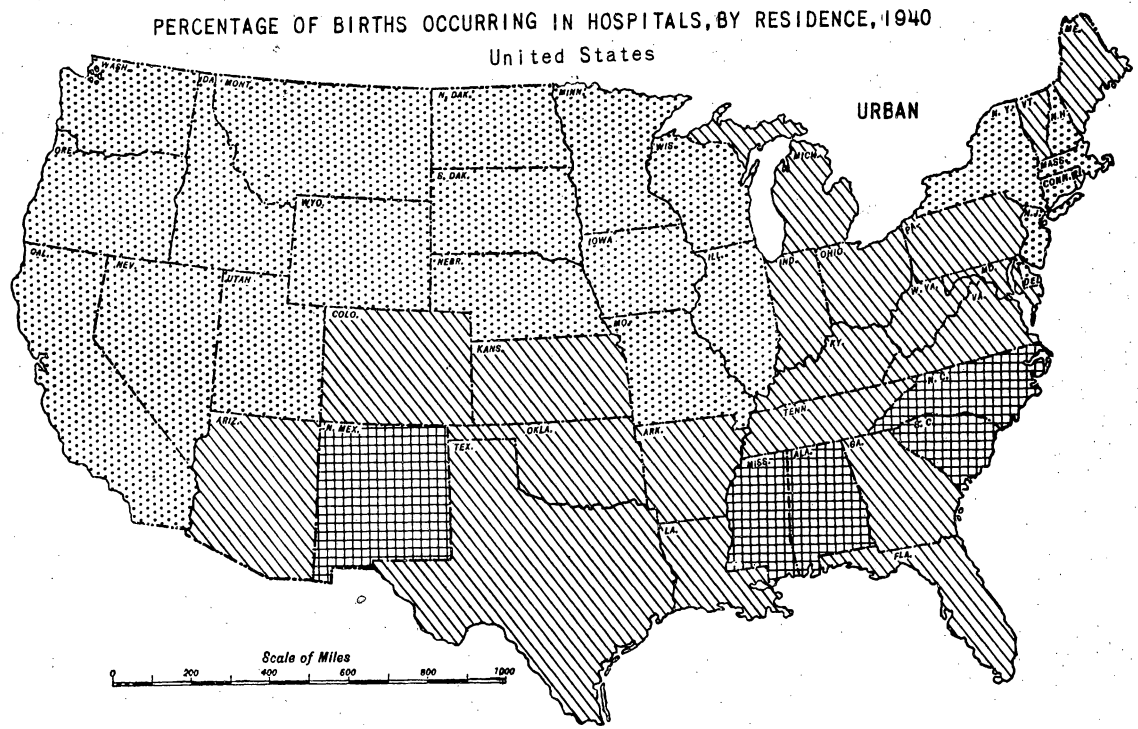 PERCENTAGE OF BIRTHS OCCURRING IN HOSPITALS, BY RESIDENCE, 1940
United States
URBAN
WASH.
IDA.
MONT.
N. DAK.
MINN.
ME.
N. Y.
VT.
N.H.
ORE.
WIS.
MICH.
MASS.
CONN.
R.I.
S. DAK.
WYO.
N.J.
CAL.
NEV.
UTAH
NEBR.
IOWA
ILL.
IND.
OHIO
PA.
MD.
DEL.
W. VA.
VA.
COLO.
KANS.
MO.
KY.
N. C.
ARIZ.
N. MEX.
TEX.
OKLA.
ARK.
TENN.
S. C.
MISS.
ALA.
GA.
LA.
FLA.
Scale of Miles
0 200 400 600 800 1000